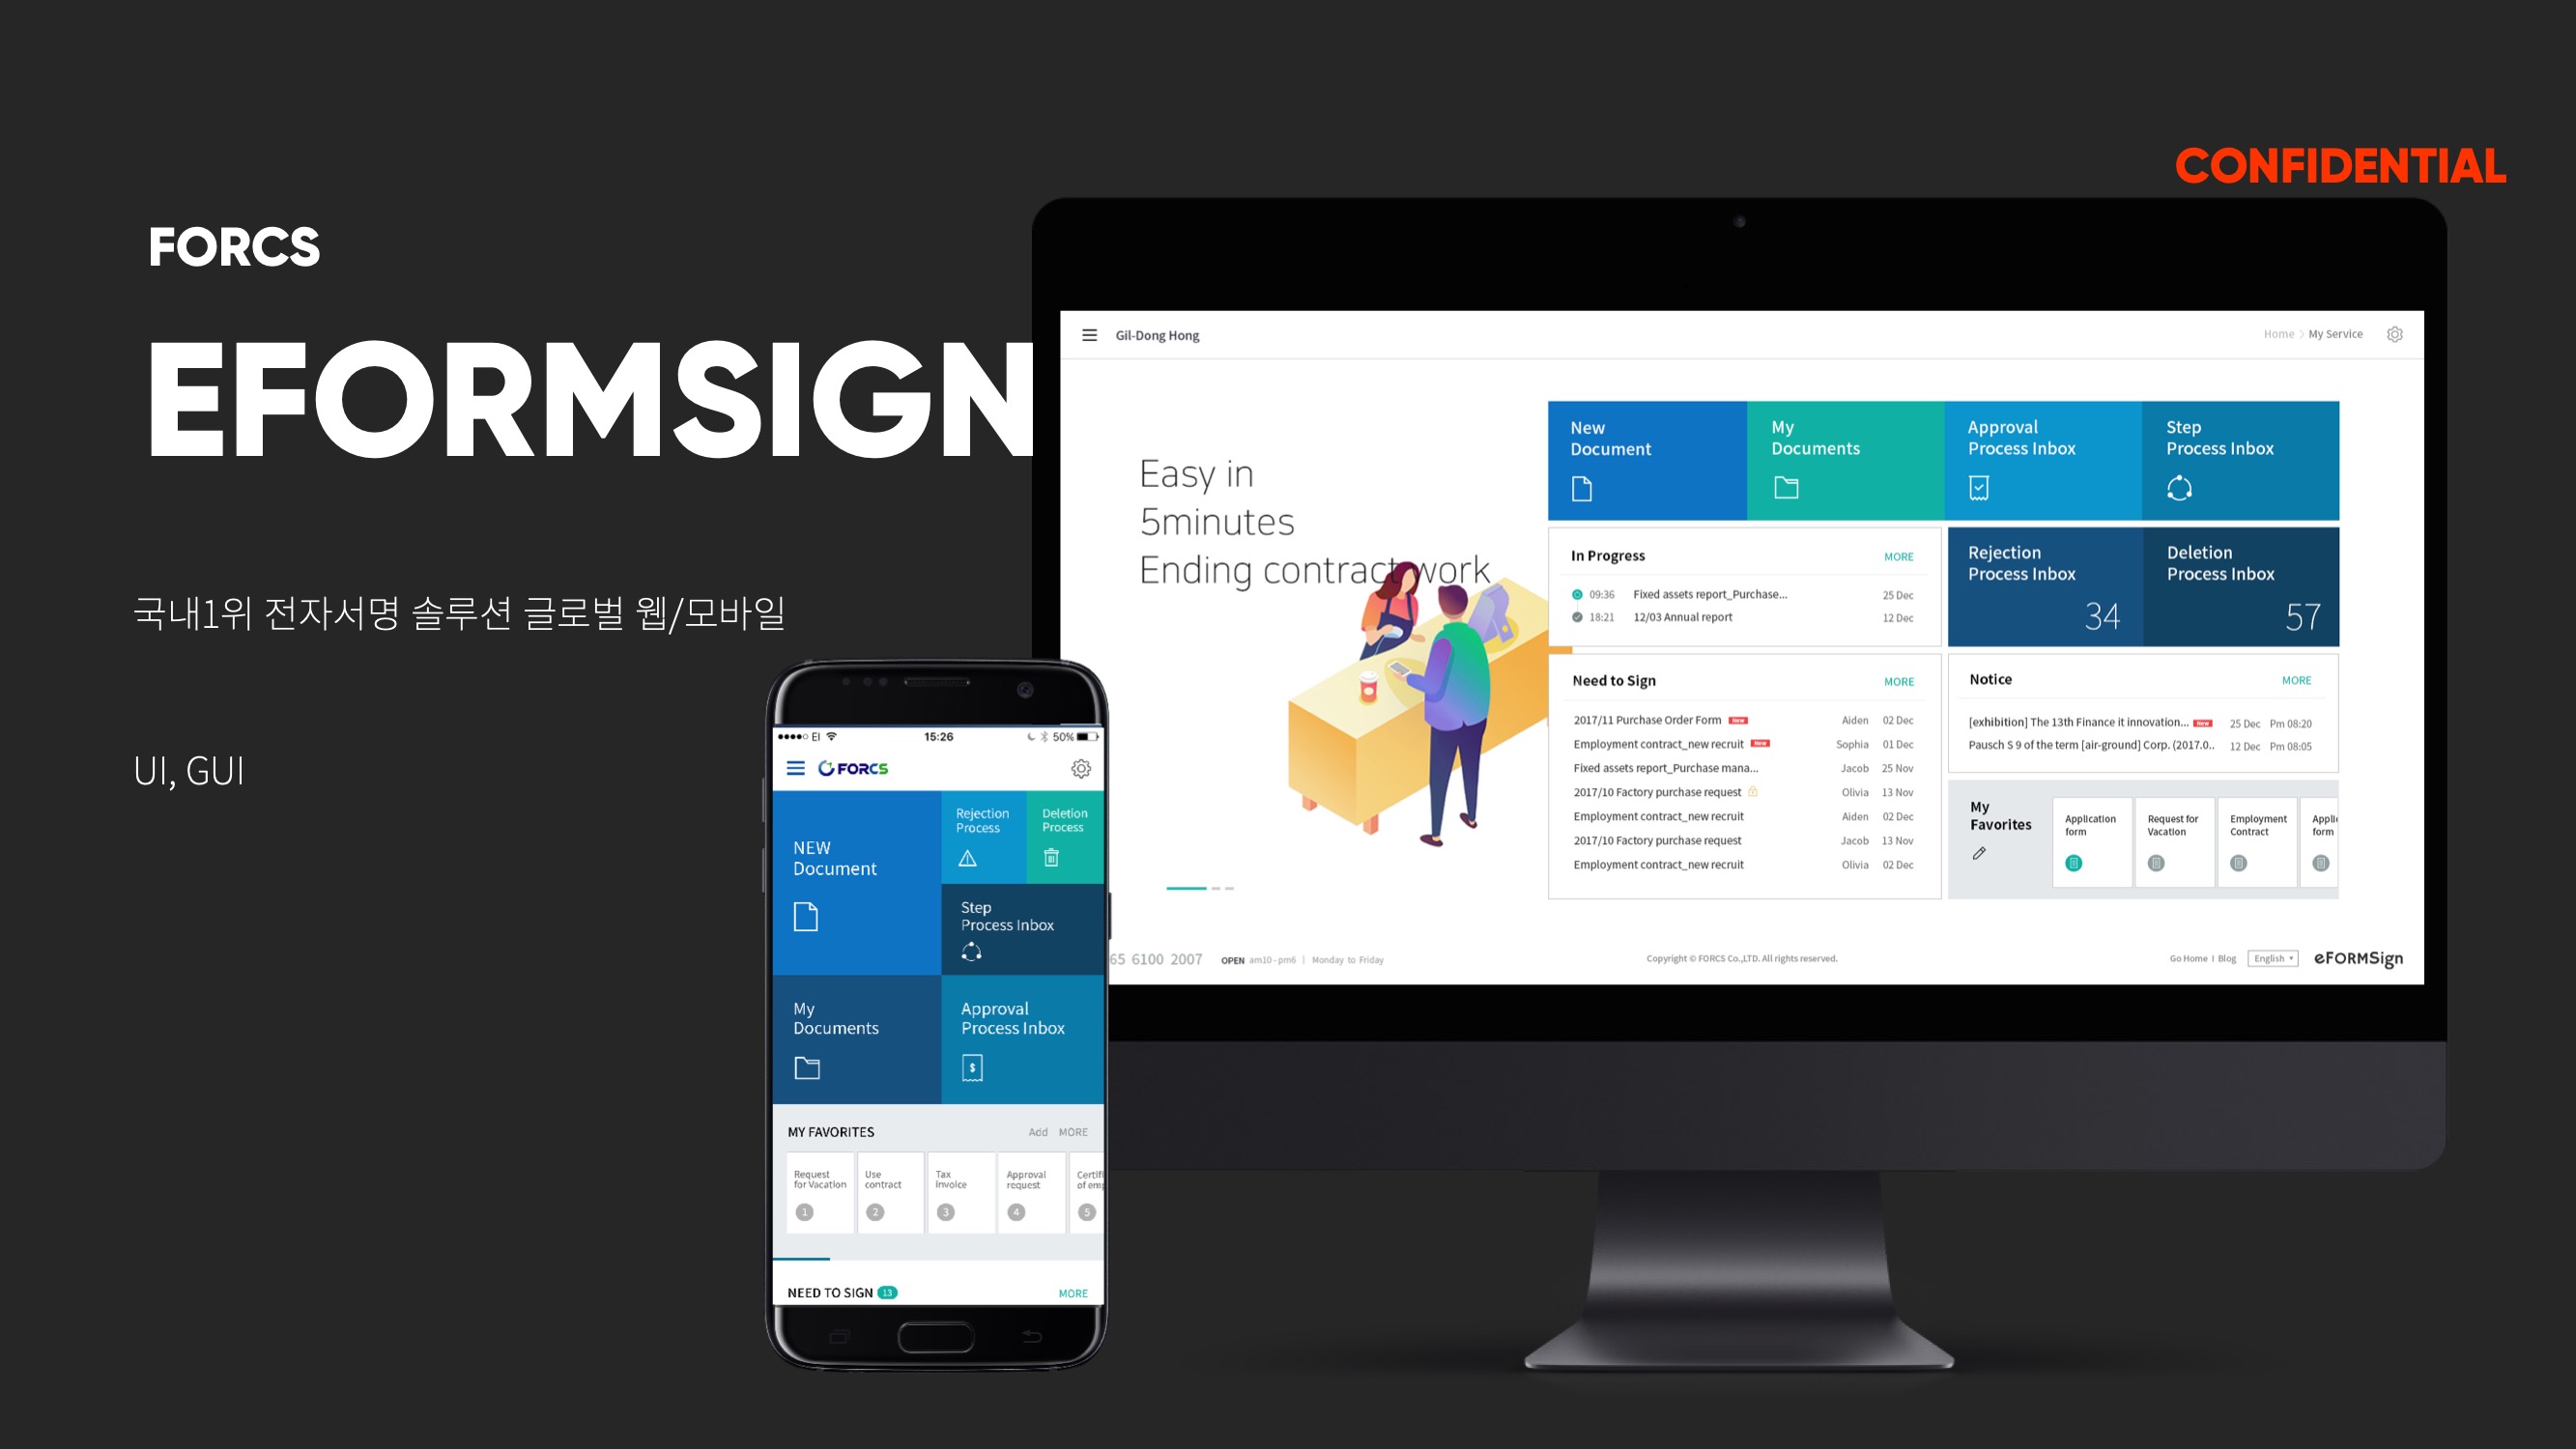 CONFIDENTIAL
FORCS
EFORMSIGN
국내1위 전자서명 솔루션 글로벌 웹/모바일
UI, GUI
Gil-Dong Hong
Home > My Service
Easy in
5minutes
Ending contract work
New
Document
My
Documents
Approval
Process Inbox
Step
Process Inbox
In Progress MORE
09:36 Fixed assets report_Purchase... 25 Dec
18:21 12/03 Annual report 12 Dec
Rejection
Process Inbox
34
Deletion
Process Inbox
57
Need to Sign MORE
2017/11 Purchase Order Form New Aiden 02 Dec
Employment contract_new recruit New Sophia 01 Dec
Fixed assets report_Purchase mana... Jacob 25 Nov
2017/10 Factory purchase request Olivia 13 Nov
Employment contract_new recruit Aiden 02 Dec
2017/10 Factory purchase request Jacob 13 Nov
Employment contract_new recruit Olivia 02 Dec
Notice MORE
[exhibition] The 13th Finance it innovation... New 25 Dec Pm 08:20
Pausch S 9 of the term [air-ground] Corp. (2017.0.. 12 Dec Pm 08:05
My
Favorites
Application
form
Request for
Vacation
Employment
Contract
Appli
form
65 6100 2007 OPEN am10 - pm6 | Monday to Friday
Copyright © FORCS Co.,LTD. All rights reserved.
Go Home | Blog English eFORMSign
EI 15:26 50%
FORCS
NEW
Document
Rejection
Process
Deletion
Process
Step
Process Inbox
My
Documents
Approval
Process Inbox
$
MY FAVORITES Add MORE
Request
for Vacation
1
Use
contract
2
Tax
Invoice
3
Approval
request
4
Certifi
of emp
5
NEED TO SIGN 13 MORE